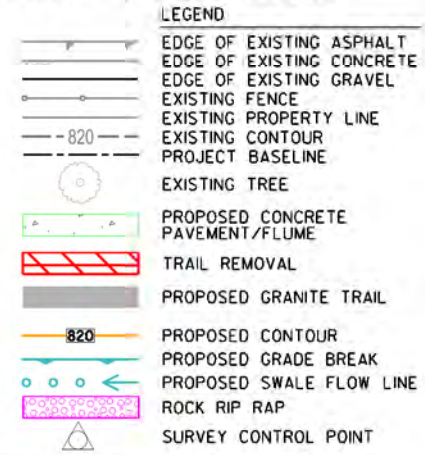 LEGEND
EDGE OF EXISTING ASPHALT
EDGE OF EXISTING CONCRETE
EDGE OF EXISTING GRAVEL
EXISTING FENCE
EXISTING PROPERTY LINE
820 EXISTING CONTOUR
PROJECT BASELINE
EXISTING TREE
PROPOSED CONCRETE
PAVEMENT/FLUME
TRAIL REMOVAL
PROPOSED GRANITE TRAIL
820 PROPOSED CONTOUR
PROPOSED GRADE BREAK
PROPOSED SWALE FLOW LINE
ROCK RIP RAP
SURVEY CONTROL POINT